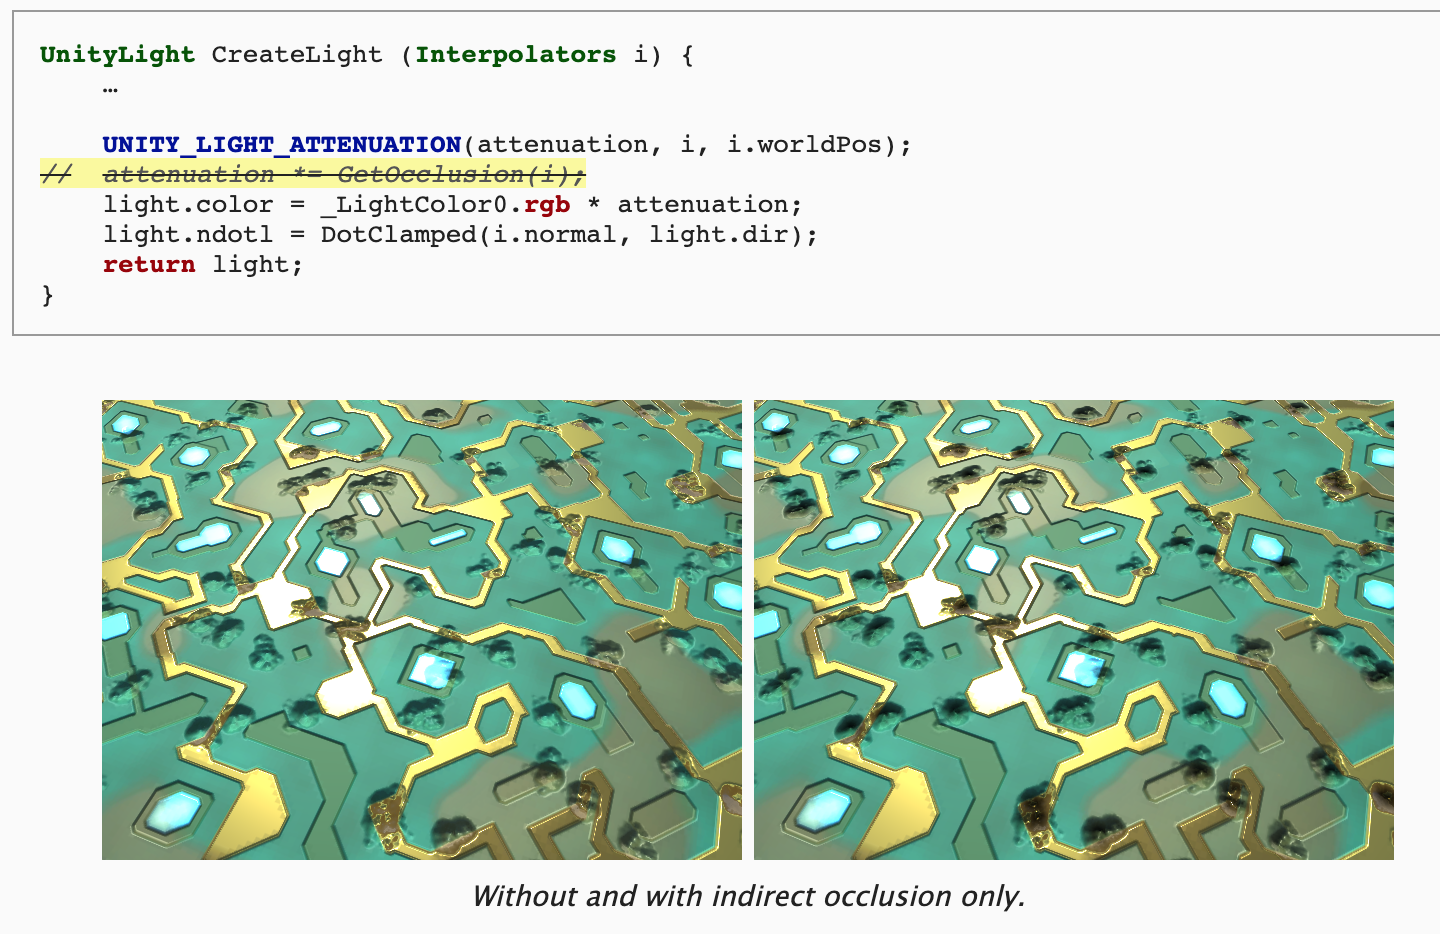 UnityLight CreateLight (Interpolators i) {
…
UNITY_LIGHT_ATTENUATION(attenuation, i, i.worldPos);
// attenuation *= GetOcclusion(i);
light.color = _LightColor0.rgb * attenuation;
light.ndotl = DotClamped(i.normal, light.dir);
return light;
}
Without and with indirect occlusion only.